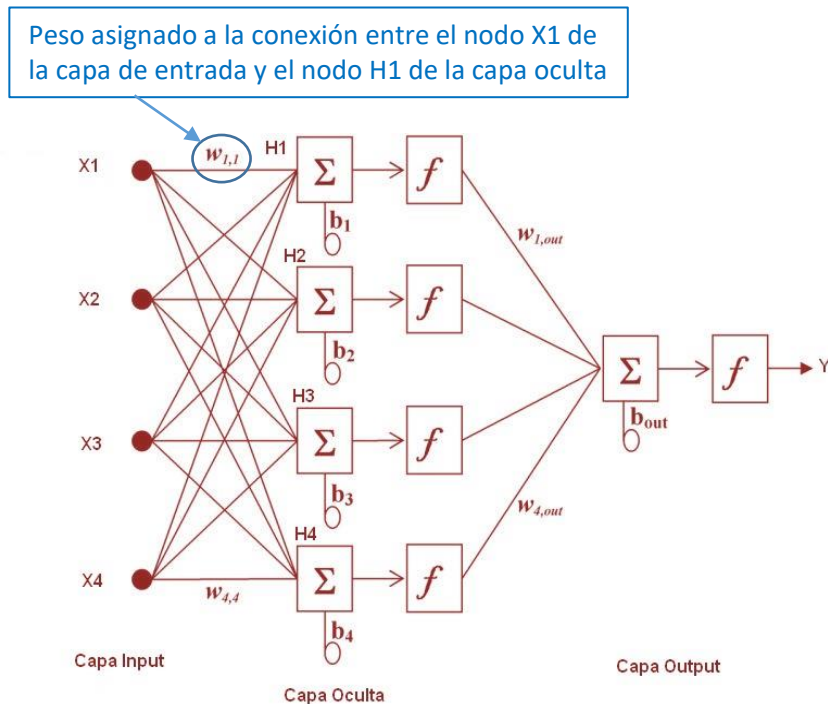 Peso asignado a la conexión entre el nodo X1 de
la capa de entrada y el nodo H1 de la capa oculta
X1
w1,1
H1
Σ
f
b1
w1,out
H2
X2
Σ
f
b2
Σ
f
Y
bout
H3
X3
Σ
f
b3
w4,out
H4
X4
w4,4
Σ
f
b4
Capa Input
Capa Oculta
Capa Output